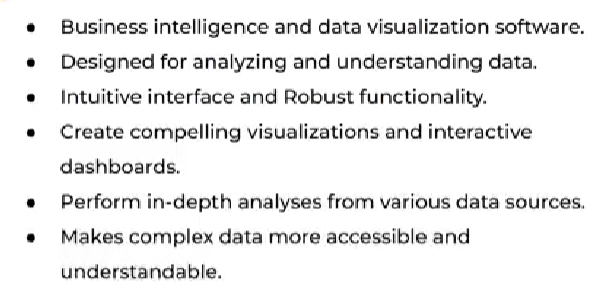 • Business intelligence and data visualization software.
• Designed for analyzing and understanding data.
• Intuitive interface and Robust functionality.
• Create compelling visualizations and interactive
dashboards.
• Perform in-depth analyses from various data sources.
• Makes complex data more accessible and
understandable.